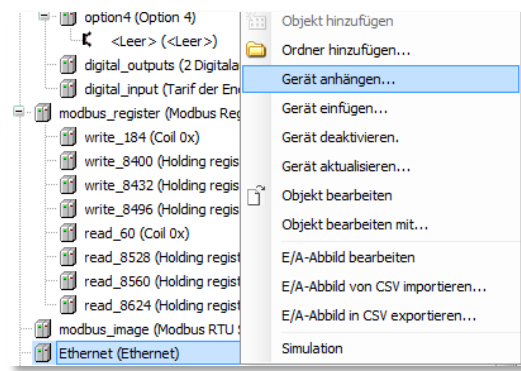 option4 (Option 4)
<Leer> (<Leer>)
digital_outputs (2 Digitala
digital_input (Tarif der Ene
modbus_register (Modbus Reg
write_184 (Coil 0x)
write_8400 (Holding regis
write_8432 (Holding regis
write_8496 (Holding regis
read_60 (Coil 0x)
read_8528 (Holding regist
read_8560 (Holding regist
read_8624 (Holding regist
modbus_image (Modbus RTU S
Ethernet (Ethernet)
Objekt hinzufügen
Ordner hinzufügen...
Gerät anhängen...
Gerät einfügen...
Gerät deaktivieren.
Gerät aktualisieren...
Objekt bearbeiten
Objekt bearbeiten mit...
E/A-Abbild bearbeiten
E/A-Abbild von CSV importieren...
E/A-Abbild in CSV exportieren...
Simulation